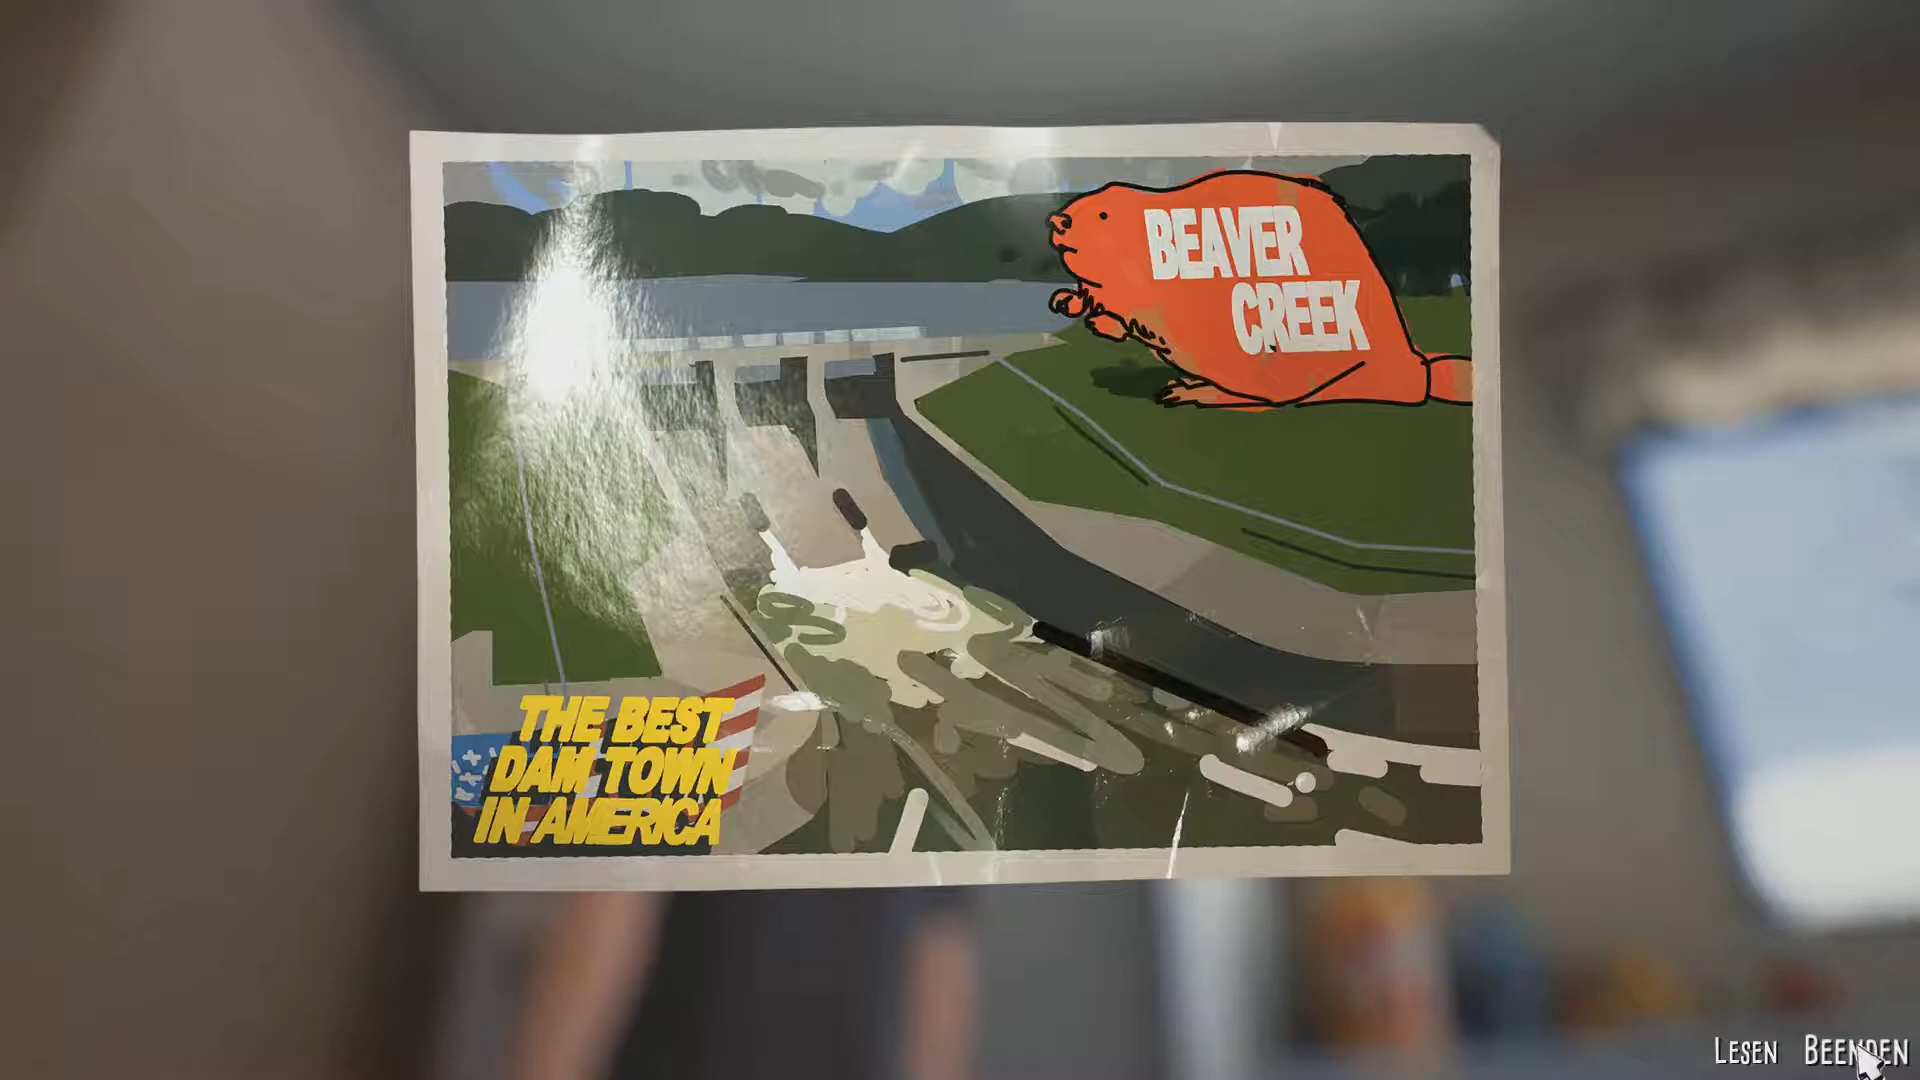 BEAVER
CREEK
THE BEST
DAM TOWN
IN AMERICA
LESEN BEENDEN